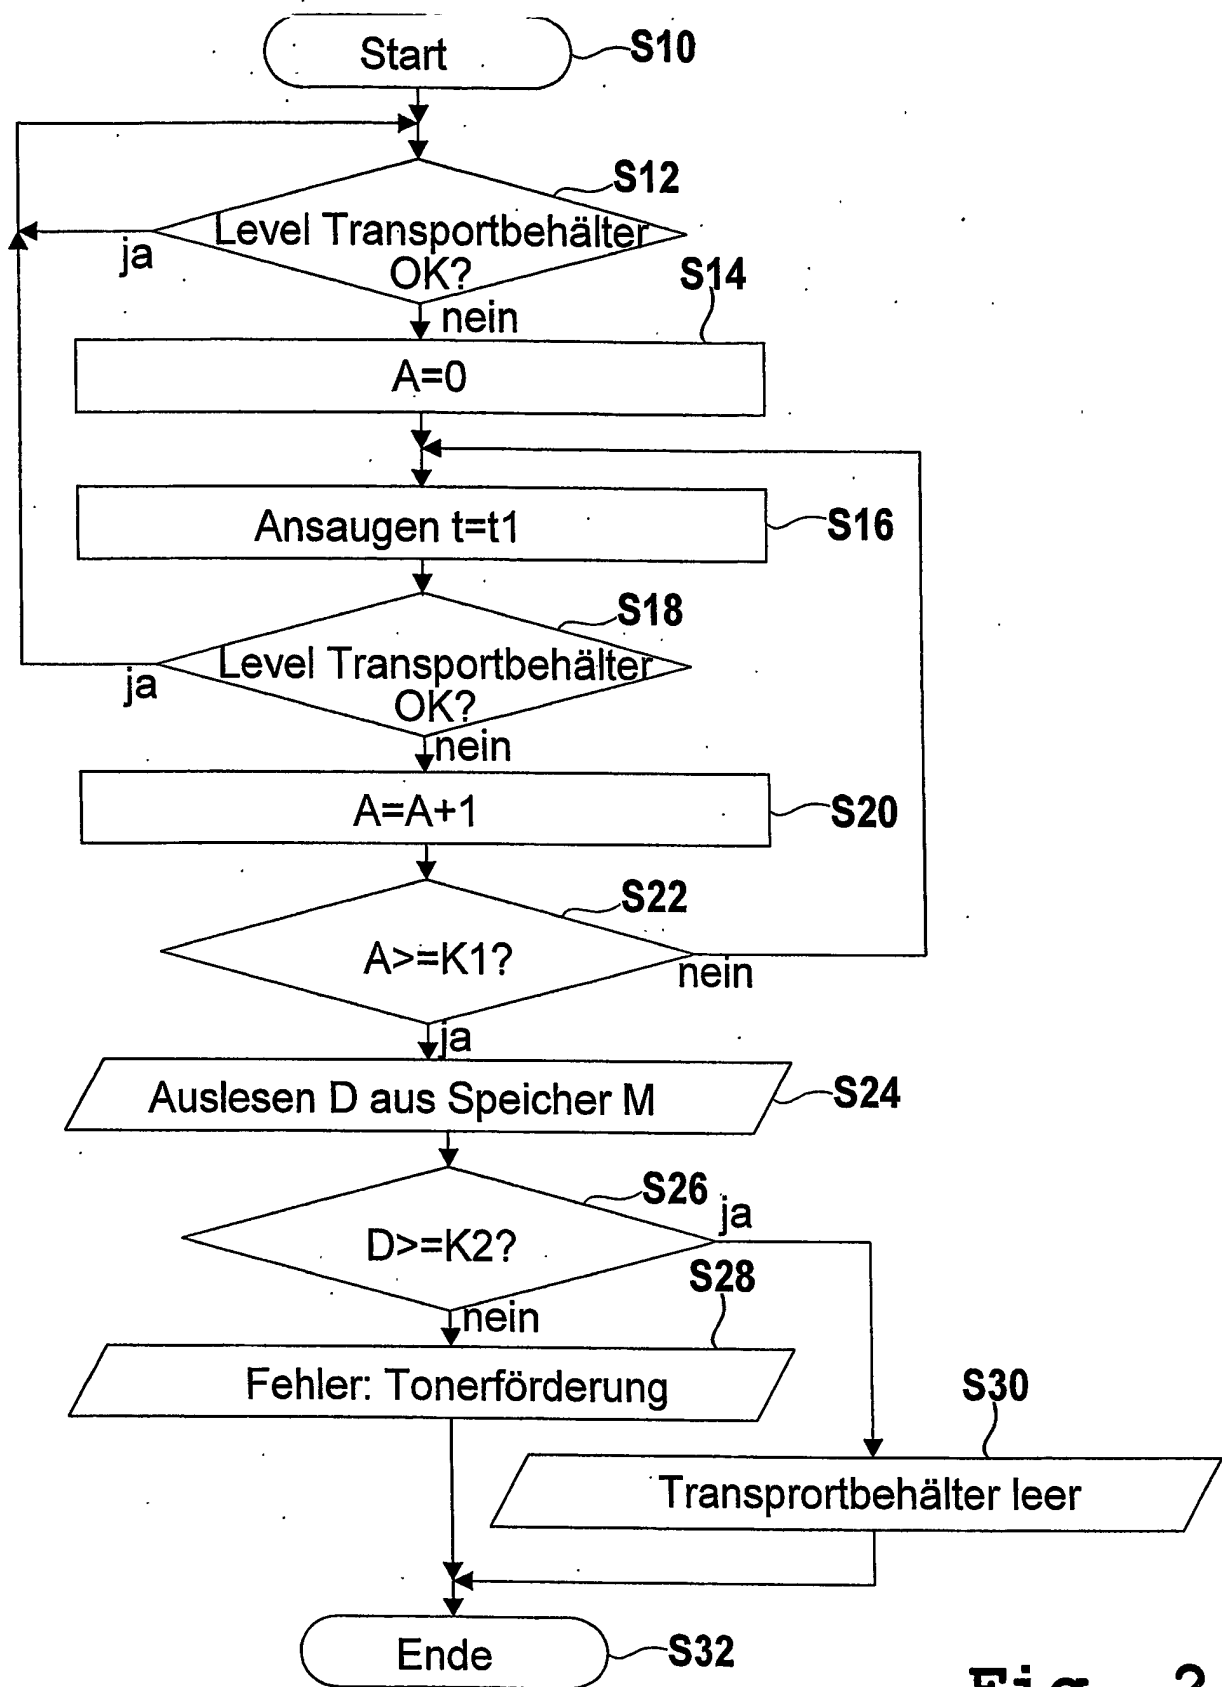 Start
S10
S12
Level Transportbehälter
OK?
ja
nein
S14
A=0
Ansaugen t=t1
S16
S18
Level Transportbehälter
OK?
ja
nein
A=A+1
S20
S22
A>=K1?
nein
ja
Auslesen D aus Speicher M
S24
S26
ja
D>=K2?
nein
S28
Fehler: Tonerförderung
S30
Transprortbehälter leer
Ende
S32
Fig. 2